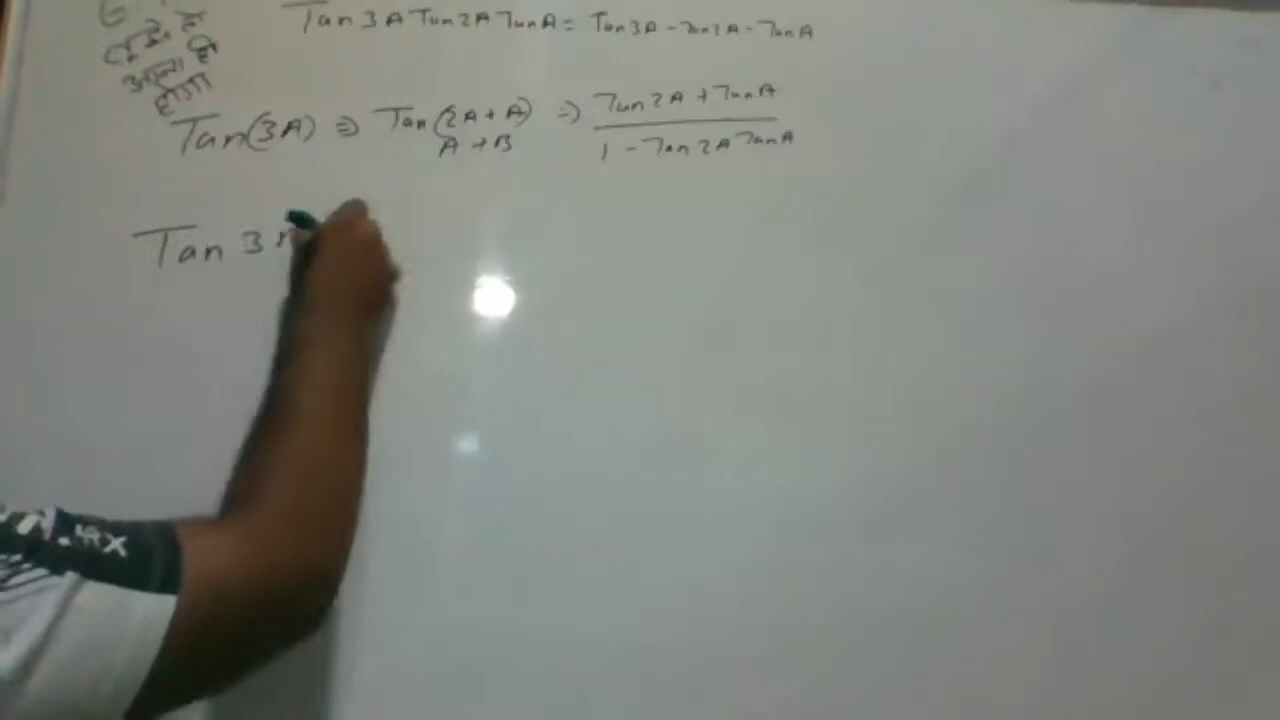 Tan 3A Tan 2A Tan A = Tan 3A - Tan 2A - Tan A
Tan (3A) ⇒ Tan (2A + A) ⇒ Tan 2A + Tan A
A + B
1 - Tan 2A Tan A
Tan 3